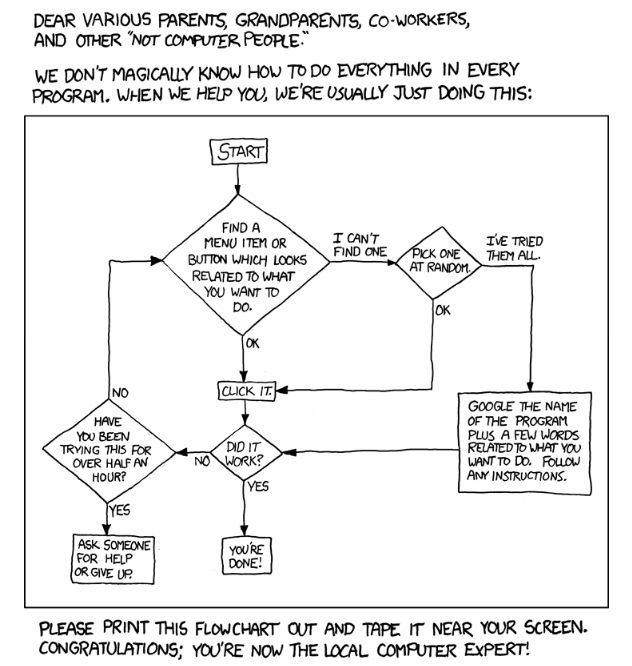 DEAR VARIOUS PARENTS, GRANDPARENTS, CO-WORKERS,
AND OTHER "NOT COMPUTER PEOPLE."
WE DON'T MAGICALLY KNOW HOW TO DO EVERYTHING IN EVERY
PROGRAM. WHEN WE HELP YOU, WE'RE USUALLY JUST DOING THIS:
START
FIND A
MENU ITEM OR
BUTTON WHICH LOOKS
RELATED TO WHAT
YOU WANT TO
DO.
I CAN'T
FIND ONE
PICK ONE
AT RANDOM.
I'VE TRIED
THEM ALL.
OK
OK
CLICK IT.
NO
GOOGLE THE NAME
OF THE PROGRAM
PLUS A FEW WORDS
RELATED TO WHAT YOU
WANT TO DO. FOLLOW
ANY INSTRUCTIONS.
HAVE
YOU BEEN
TRYING THIS FOR
OVER HALF AN
HOUR?
NO
DID IT
WORK?
YES
YES
ASK SOMEONE
FOR HELP
OR GIVE UP.
YOU'RE
DONE!
PLEASE PRINT THIS FLOWCHART OUT AND TAPE IT NEAR YOUR SCREEN.
CONGRATULATIONS; YOU'RE NOW THE LOCAL COMPUTER EXPERT!